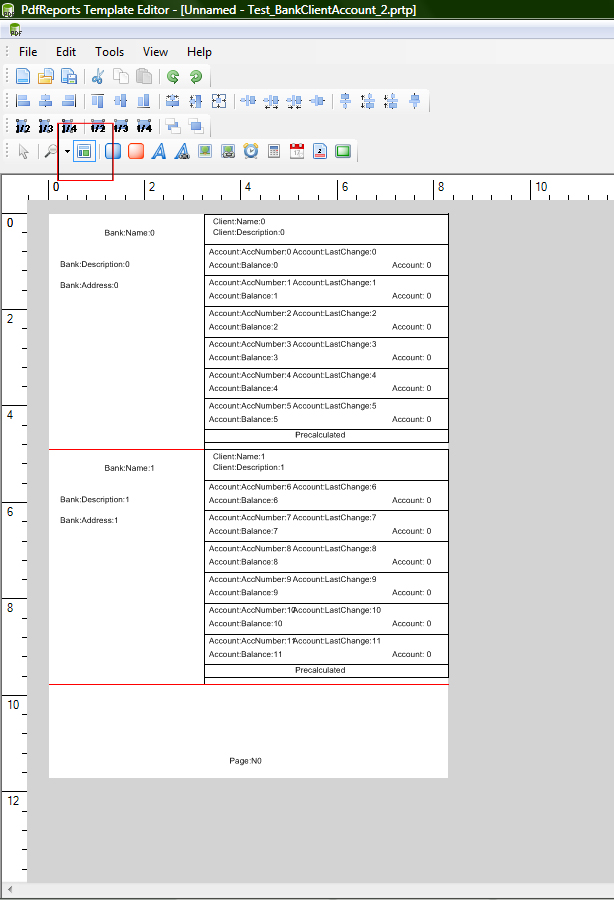 PdfReports Template Editor - [Unnamed - Test_BankClientAccount_2.prtp]
PDF
File Edit Tools View Help
1/2 1/3 1/4 1/2 1/3 1/4
0 2 4 6 8 10
0
2
4
6
8
10
12
Bank:Name:0
Bank:Description:0
Bank:Address:0
Client:Name:0
Client:Description:0
Account:AccNumber:0 Account:LastChange:0
Account:Balance:0 Account: 0
Account:AccNumber:1 Account:LastChange:1
Account:Balance:1 Account: 0
Account:AccNumber:2 Account:LastChange:2
Account:Balance:2 Account: 0
Account:AccNumber:3 Account:LastChange:3
Account:Balance:3 Account: 0
Account:AccNumber:4 Account:LastChange:4
Account:Balance:4 Account: 0
Account:AccNumber:5 Account:LastChange:5
Account:Balance:5 Account: 0
Precalculated
Bank:Name:1
Bank:Description:1
Bank:Address:1
Client:Name:1
Client:Description:1
Account:AccNumber:6 Account:LastChange:6
Account:Balance:6 Account: 0
Account:AccNumber:7 Account:LastChange:7
Account:Balance:7 Account: 0
Account:AccNumber:8 Account:LastChange:8
Account:Balance:8 Account: 0
Account:AccNumber:9 Account:LastChange:9
Account:Balance:9 Account: 0
Account:AccNumber:10 Account:LastChange:10
Account:Balance:10 Account: 0
Account:AccNumber:11 Account:LastChange:11
Account:Balance:11 Account: 0
Precalculated
Page:N0